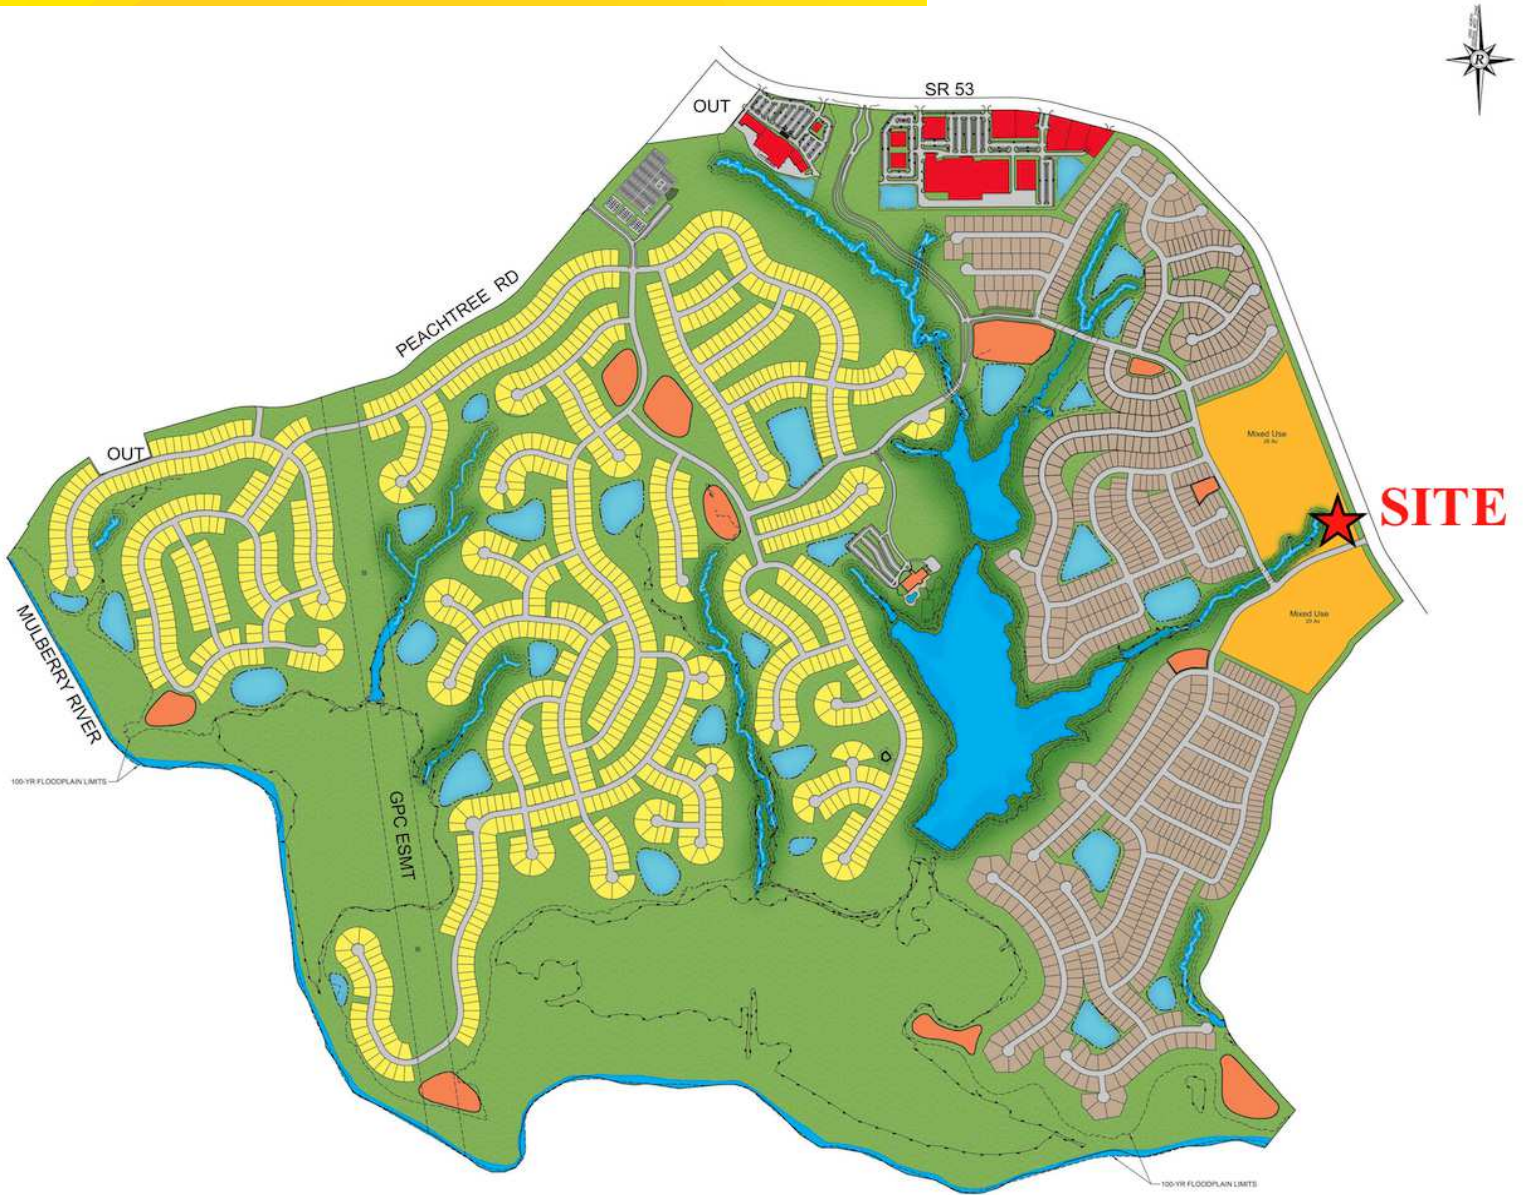 SR 53
OUT
R
PEACHTREE RD
Mixed Use
OUT
SITE
MULBERRY RIVER
Mixed Use
100-YR FLOODPLAIN LIMITS
GPC ESMT
100-YR FLOODPLAIN LIMITS